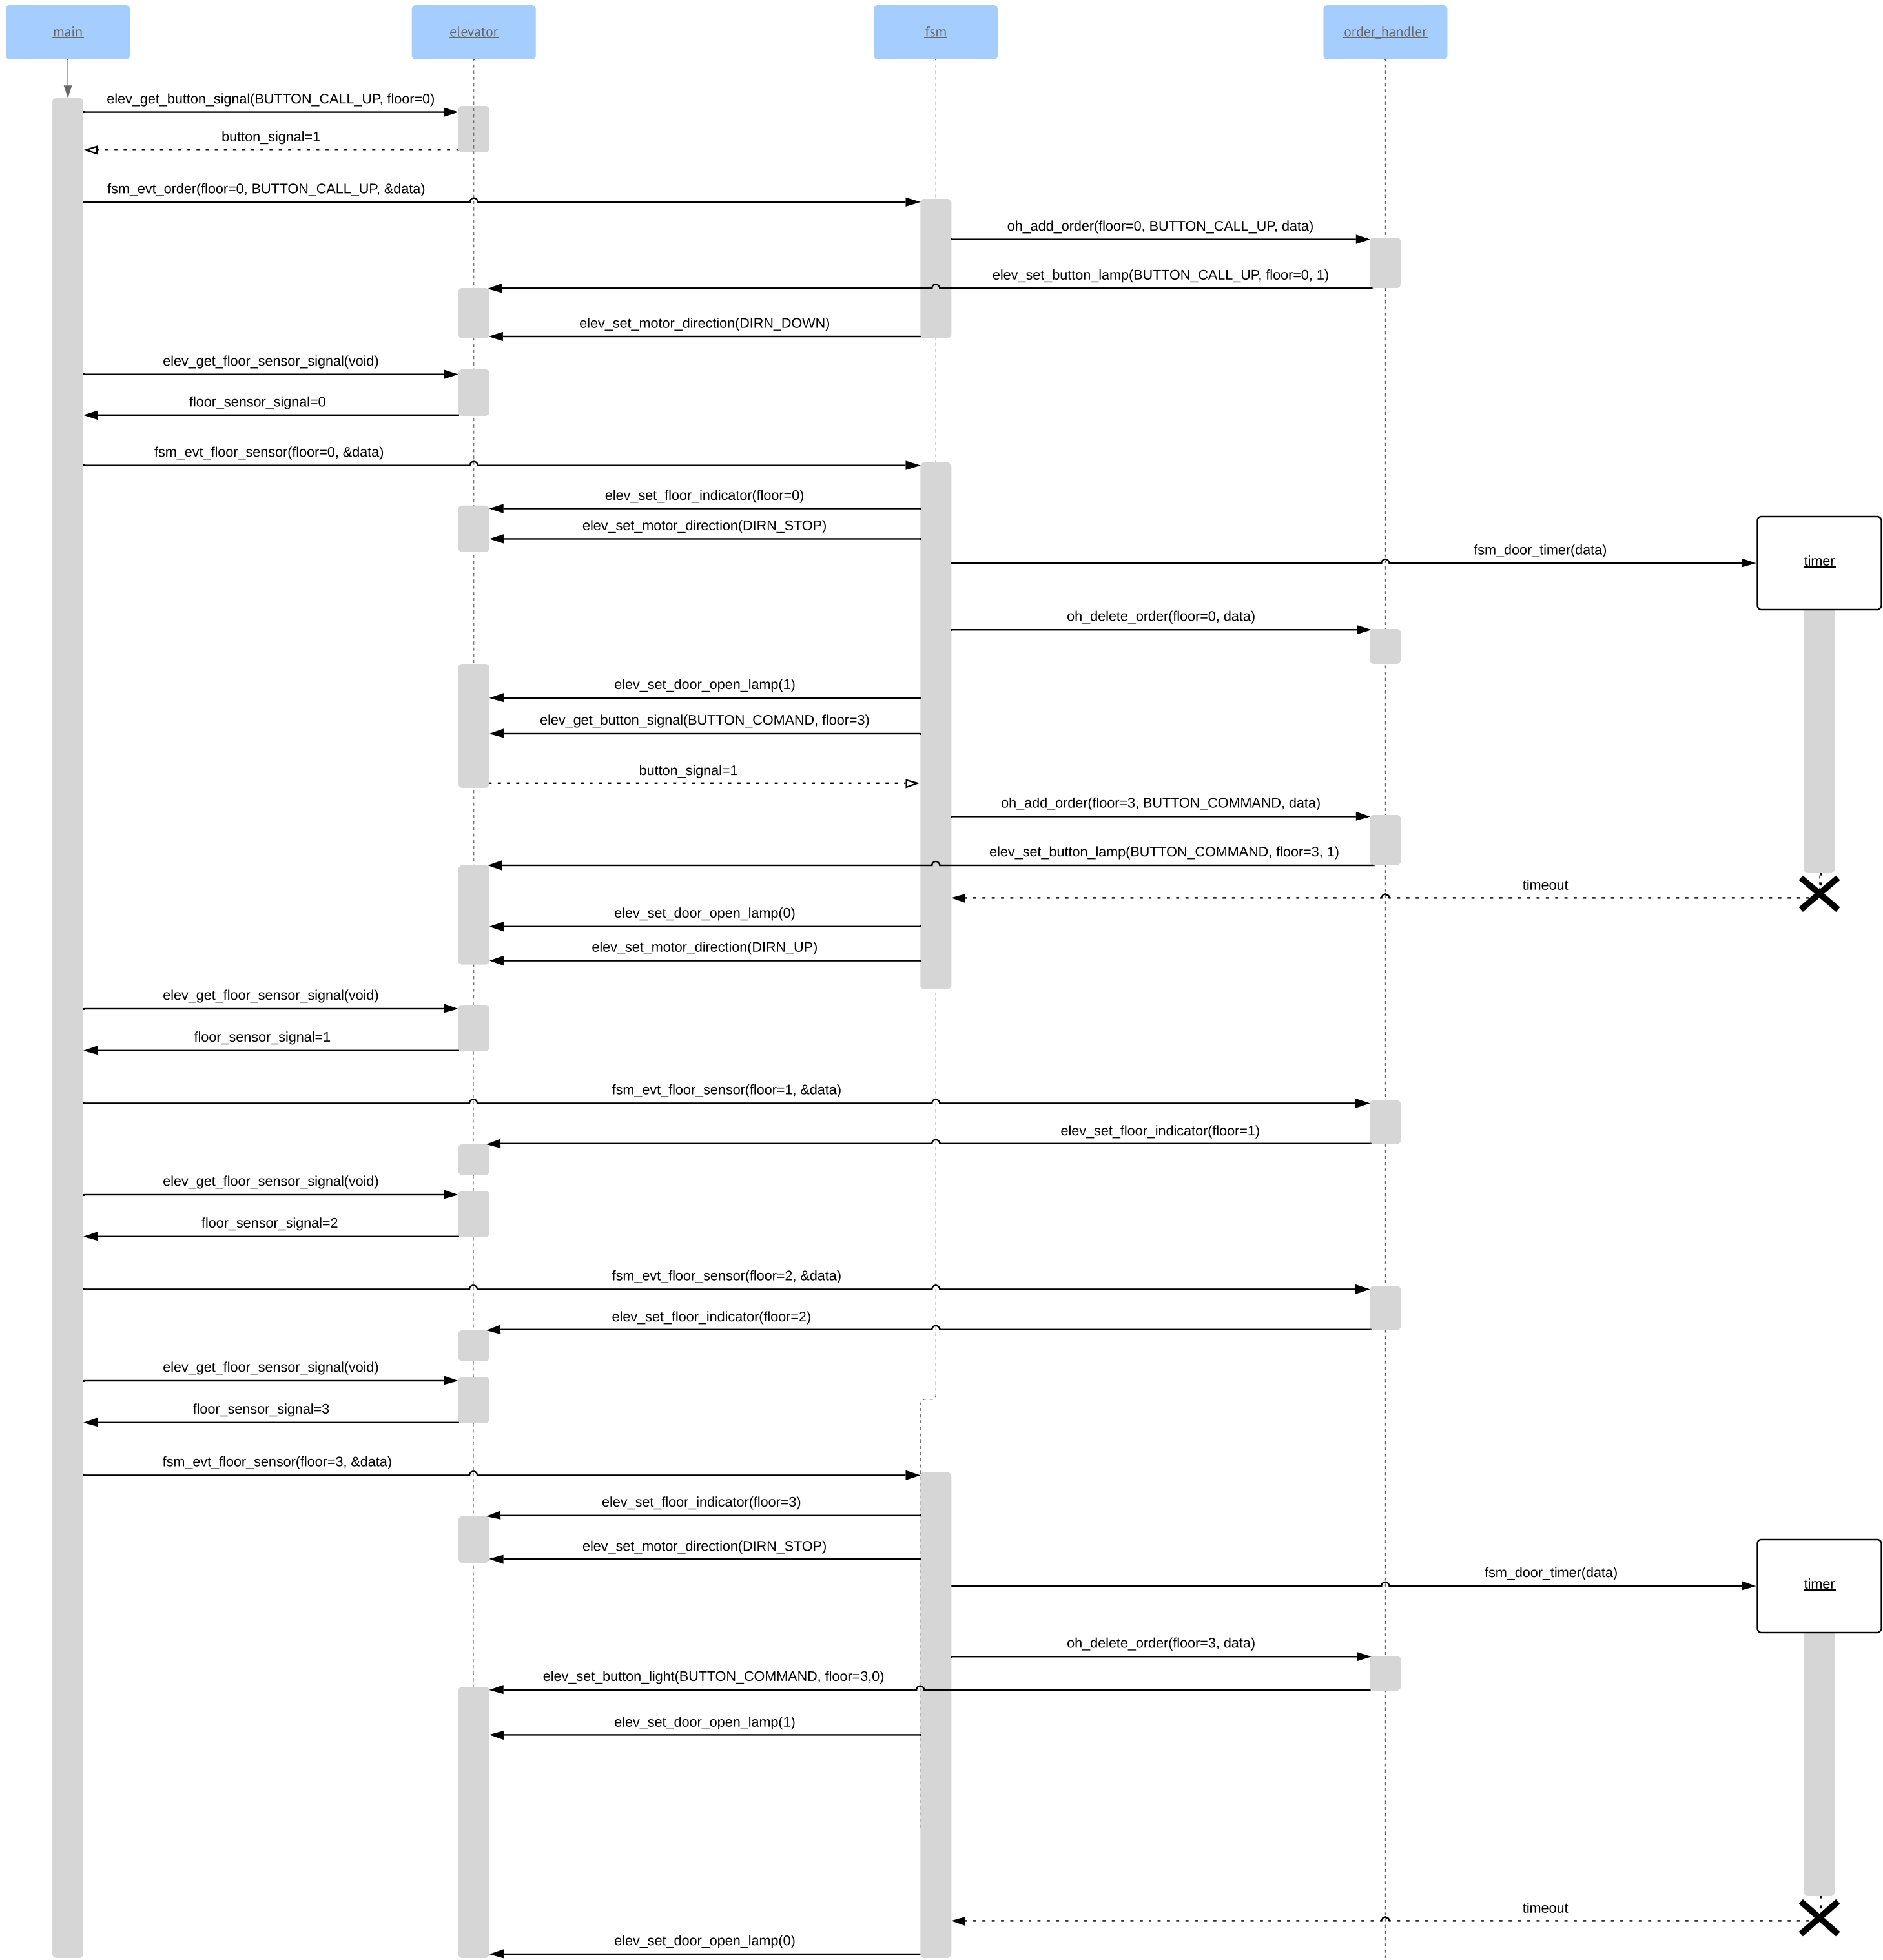 main
elevator
fsm
order_handler
elev_get_button_signal(BUTTON_CALL_UP, floor=0)
button_signal=1
fsm_evt_order(floor=0, BUTTON_CALL_UP, &data)
oh_add_order(floor=0, BUTTON_CALL_UP, data)
elev_set_button_lamp(BUTTON_CALL_UP, floor=0, 1)
elev_set_motor_direction(DIRN_DOWN)
elev_get_floor_sensor_signal(void)
floor_sensor_signal=0
fsm_evt_floor_sensor(floor=0, &data)
elev_set_floor_indicator(floor=0)
elev_set_motor_direction(DIRN_STOP)
fsm_door_timer(data)
timer
oh_delete_order(floor=0, data)
elev_set_door_open_lamp(1)
elev_get_button_signal(BUTTON_COMAND, floor=3)
button_signal=1
oh_add_order(floor=3, BUTTON_COMMAND, data)
elev_set_button_lamp(BUTTON_COMMAND, floor=3, 1)
timeout
elev_set_door_open_lamp(0)
elev_set_motor_direction(DIRN_UP)
elev_get_floor_sensor_signal(void)
floor_sensor_signal=1
fsm_evt_floor_sensor(floor=1, &data)
elev_set_floor_indicator(floor=1)
elev_get_floor_sensor_signal(void)
floor_sensor_signal=2
fsm_evt_floor_sensor(floor=2, &data)
elev_set_floor_indicator(floor=2)
elev_get_floor_sensor_signal(void)
floor_sensor_signal=3
fsm_evt_floor_sensor(floor=3, &data)
elev_set_floor_indicator(floor=3)
elev_set_motor_direction(DIRN_STOP)
fsm_door_timer(data)
timer
oh_delete_order(floor=3, data)
elev_set_button_light(BUTTON_COMMAND, floor=3,0)
elev_set_door_open_lamp(1)
timeout
elev_set_door_open_lamp(0)